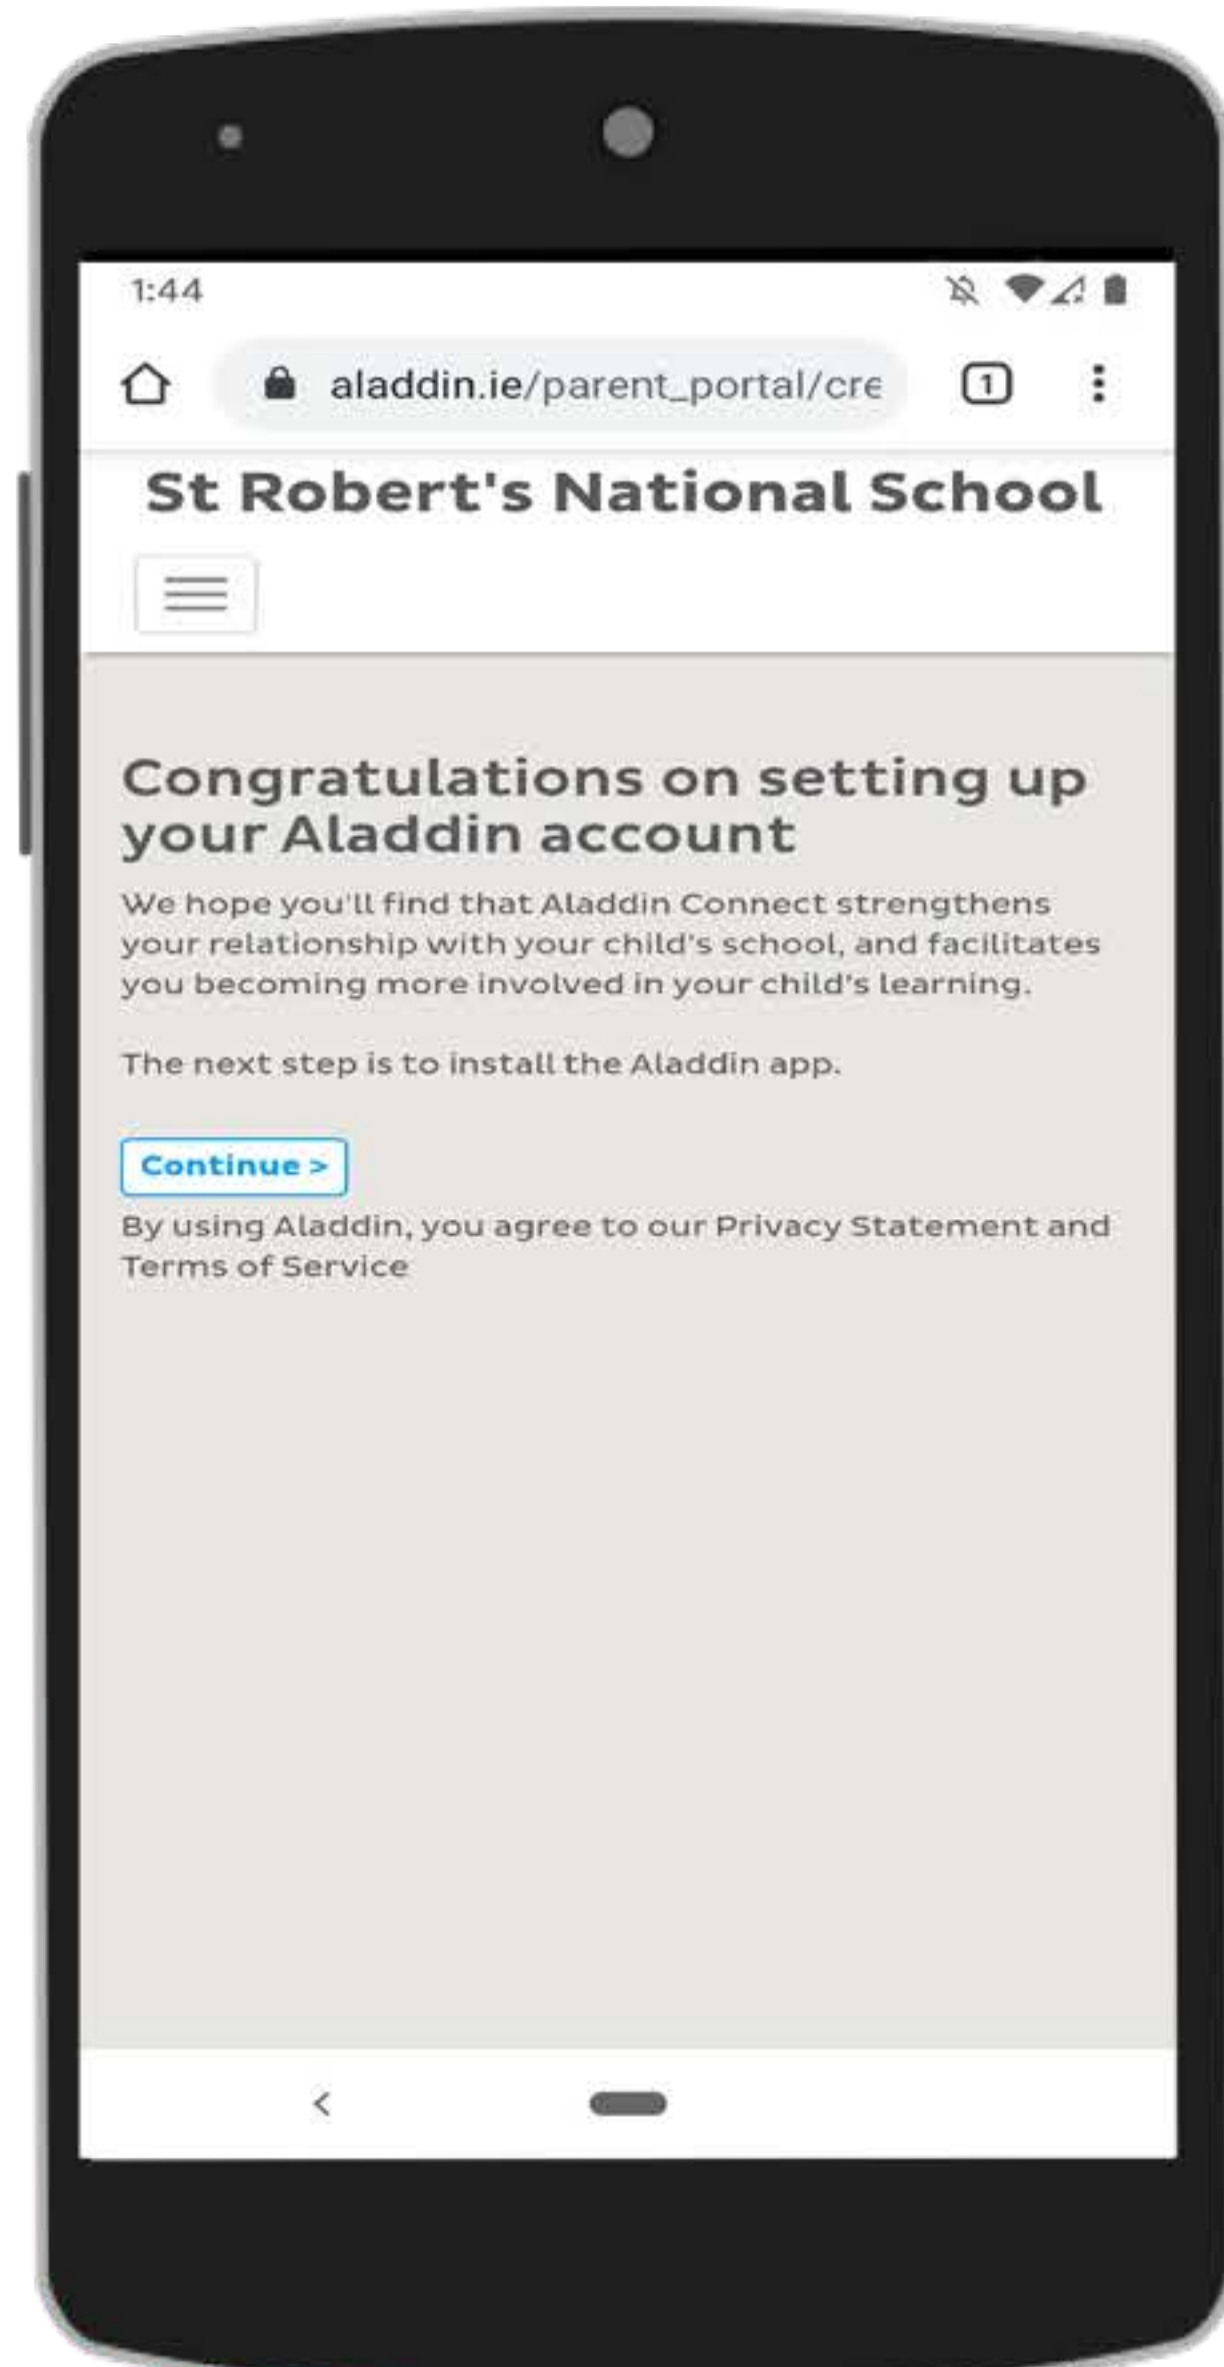 1:44
aladdin.ie/parent_portal/cre
1
St Robert's National School
Congratulations on setting up
your Aladdin account
We hope you'll find that Aladdin Connect strengthens
your relationship with your child's school, and facilitates
you becoming more involved in your child's learning.
The next step is to install the Aladdin app.
Continue >
By using Aladdin, you agree to our Privacy Statement and
Terms of Service